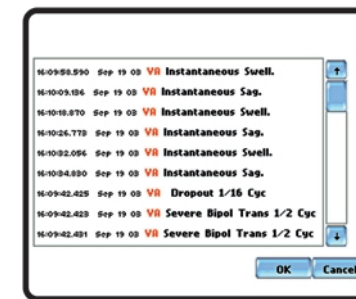 16:09:58.590 Sep 19 03 VA Instantaneous Swell.
16:10:09.136 Sep 19 03 VA Instantaneous Sag.
16:10:18.870 Sep 19 03 VA Instantaneous Swell.
16:10:26.773 Sep 19 03 VA Instantaneous Sag.
16:10:32.056 Sep 19 03 VA Instantaneous Swell.
16:10:34.830 Sep 19 03 VA Instantaneous Sag.
16:09:42.425 Sep 19 03 VA Dropout 1/16 Cyc
16:09:42.423 Sep 19 03 VA Severe Bipol Trans 1/2 Cyc
16:09:42.431 Sep 19 03 VA Severe Bipol Trans 1/2 Cyc
OK Cancel